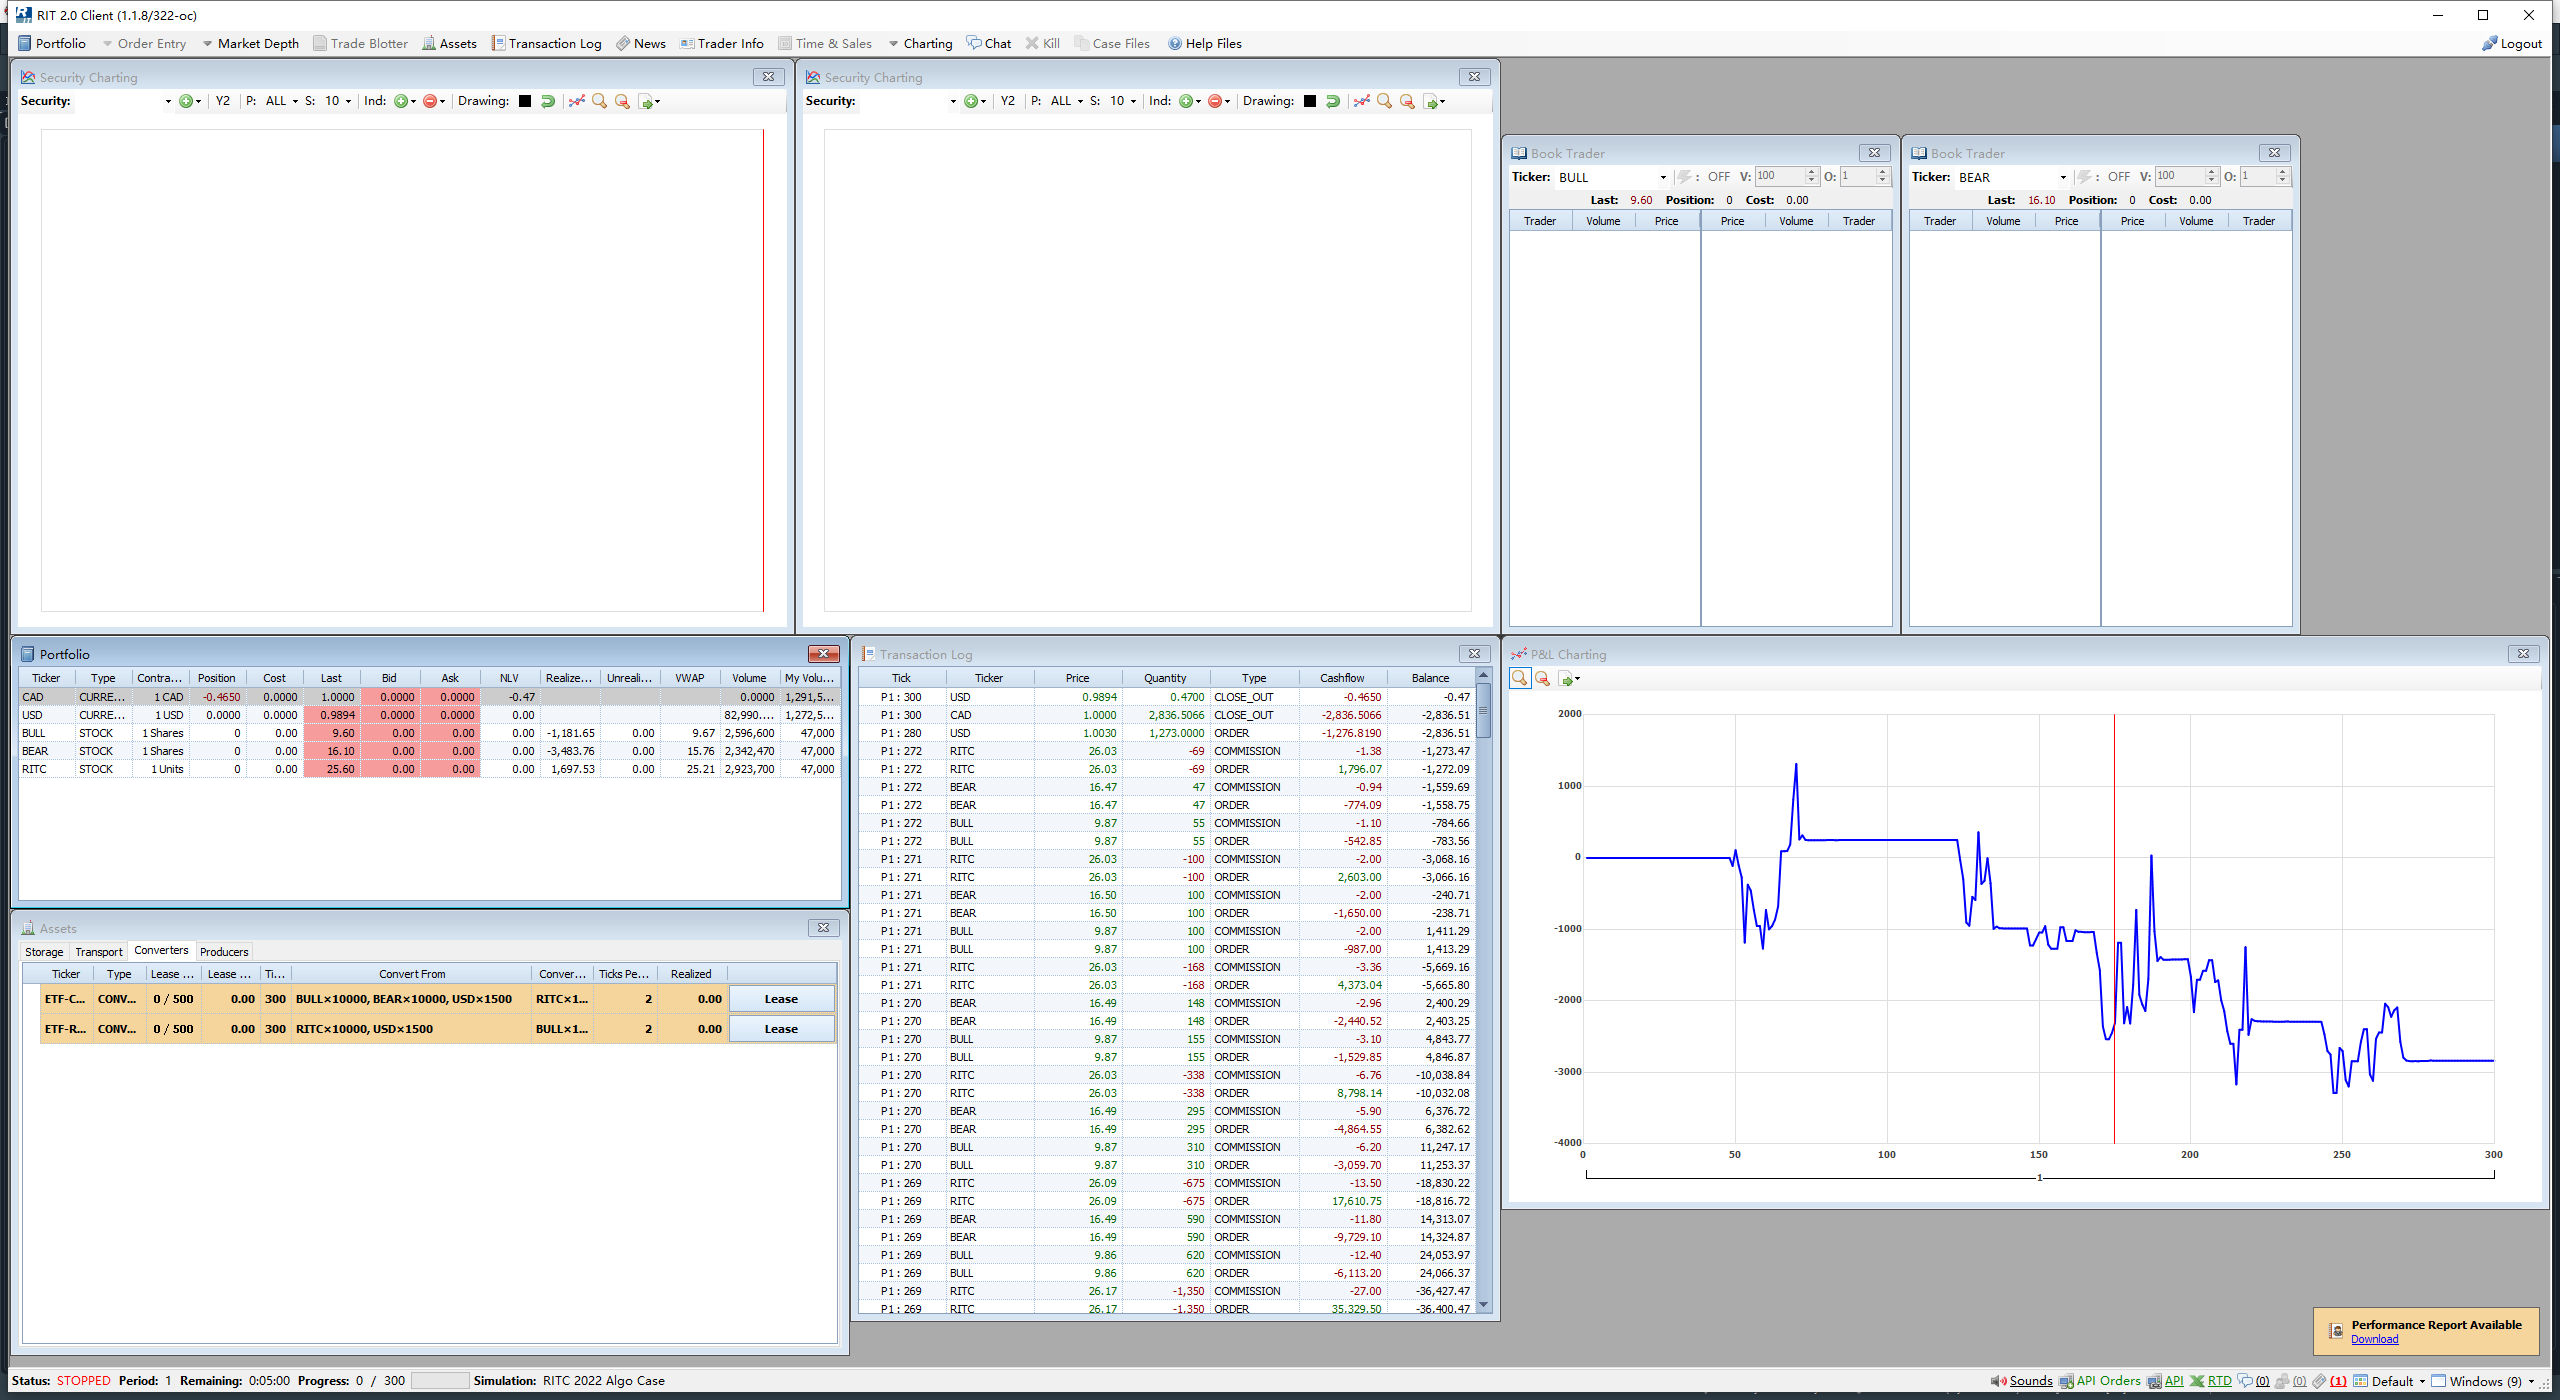 RIT 2.0 Client (1.1.8/322-oc)
Portfolio Order Entry Market Depth Trade Blotter Assets Transaction Log News Trader Info Time & Sales Charting Chat Kill Case Files Help Files Logout
Security Charting
Security: Y2 P: ALL S: 10 Ind: Drawing:
Security Charting
Security: Y2 P: ALL S: 10 Ind: Drawing:
Book Trader
Ticker: BULL : OFF V: 100 O: 1
Last: 9.60 Position: 0 Cost: 0.00
Trader Volume Price Price Volume Trader
Book Trader
Ticker: BEAR : OFF V: 100 O: 1
Last: 16.10 Position: 0 Cost: 0.00
Trader Volume Price Price Volume Trader
Portfolio
Ticker Type Contra... Position Cost Last Bid Ask NLV Realize... Unreali... VWAP Volume My Volu...
CAD CURRE... 1 CAD -0.4650 0.0000 1.0000 0.0000 0.0000 -0.47 0.0000 1,291,5...
USD CURRE... 1 USD 0.0000 0.0000 0.9894 0.0000 0.0000 0.00 82,990.... 1,272,5...
BULL STOCK 1 Shares 0 0.00 9.60 0.00 0.00 0.00 -1,181.65 0.00 9.67 2,596,600 47,000
BEAR STOCK 1 Shares 0 0.00 16.10 0.00 0.00 0.00 -3,483.76 0.00 15.76 2,342,470 47,000
RITC STOCK 1 Units 0 0.00 25.60 0.00 0.00 0.00 1,697.53 0.00 25.21 2,923,700 47,000
Assets
Storage Transport Converters Producers
Ticker Type Lease ... Lease ... Ti... Convert From Conver... Ticks Pe... Realized
ETF-C... CONV... 0 / 500 0.00 300 BULL×10000, BEAR×10000, USD×1500 RITC×1... 2 0.00 Lease
ETF-R... CONV... 0 / 500 0.00 300 RITC×10000, USD×1500 BULL×1... 2 0.00 Lease
Transaction Log
Tick Ticker Price Quantity Type Cashflow Balance
P1 : 300 USD 0.9894 0.4700 CLOSE_OUT -0.4650 -0.47
P1 : 300 CAD 1.0000 2,836.5066 CLOSE_OUT -2,836.5066 -2,836.51
P1 : 280 USD 1.0030 1,273.0000 ORDER -1,276.8190 -2,836.51
P1 : 272 RITC 26.03 -69 COMMISSION -1.38 -1,273.47
P1 : 272 RITC 26.03 -69 ORDER 1,796.07 -1,272.09
P1 : 272 BEAR 16.47 47 COMMISSION -0.94 -1,559.69
P1 : 272 BEAR 16.47 47 ORDER -774.09 -1,558.75
P1 : 272 BULL 9.87 55 COMMISSION -1.10 -784.66
P1 : 272 BULL 9.87 55 ORDER -542.85 -783.56
P1 : 271 RITC 26.03 -100 COMMISSION -2.00 -3,068.16
P1 : 271 RITC 26.03 -100 ORDER 2,603.00 -3,066.16
P1 : 271 BEAR 16.50 100 COMMISSION -2.00 -240.71
P1 : 271 BEAR 16.50 100 ORDER -1,650.00 -238.71
P1 : 271 BULL 9.87 100 COMMISSION -2.00 1,411.29
P1 : 271 BULL 9.87 100 ORDER -987.00 1,413.29
P1 : 271 RITC 26.03 -168 COMMISSION -3.36 -5,669.16
P1 : 271 RITC 26.03 -168 ORDER 4,373.04 -5,665.80
P1 : 270 BEAR 16.49 148 COMMISSION -2.96 2,400.29
P1 : 270 BEAR 16.49 148 ORDER -2,440.52 2,403.25
P1 : 270 BULL 9.87 155 COMMISSION -3.10 4,843.77
P1 : 270 BULL 9.87 155 ORDER -1,529.85 4,846.87
P1 : 270 RITC 26.03 -338 COMMISSION -6.76 -10,038.84
P1 : 270 RITC 26.03 -338 ORDER 8,798.14 -10,032.08
P1 : 270 BEAR 16.49 295 COMMISSION -5.90 6,376.72
P1 : 270 BEAR 16.49 295 ORDER -4,864.55 6,382.62
P1 : 270 BULL 9.87 310 COMMISSION -6.20 11,247.17
P1 : 270 BULL 9.87 310 ORDER -3,059.70 11,253.37
P1 : 269 RITC 26.09 -675 COMMISSION -13.50 -18,830.22
P1 : 269 RITC 26.09 -675 ORDER 17,610.75 -18,816.72
P1 : 269 BEAR 16.49 590 COMMISSION -11.80 14,313.07
P1 : 269 BEAR 16.49 590 ORDER -9,729.10 14,324.87
P1 : 269 BULL 9.86 620 COMMISSION -12.40 24,053.97
P1 : 269 BULL 9.86 620 ORDER -6,113.20 24,066.37
P1 : 269 RITC 26.17 -1,350 COMMISSION -27.00 -36,427.47
P1 : 269 RITC 26.17 -1,350 ORDER 35,329.50 -36,400.47
P&L Charting
2000
1000
0
-1000
-2000
-3000
-4000
0 50 100 150 200 250 300
1
Performance Report Available
Download
Status: STOPPED Period: 1 Remaining: 0:05:00 Progress: 0 / 300 Simulation: RITC 2022 Algo Case Sounds API Orders API RTD (0) (0) (1) Default Windows (9)